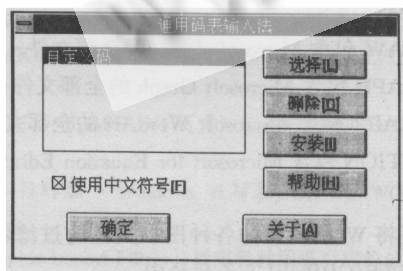 通用码表输入法
自定义码
选择[L]
删除[D]
安装[I]
使用中文符号[F]
帮助[H]
确定
关于[A]